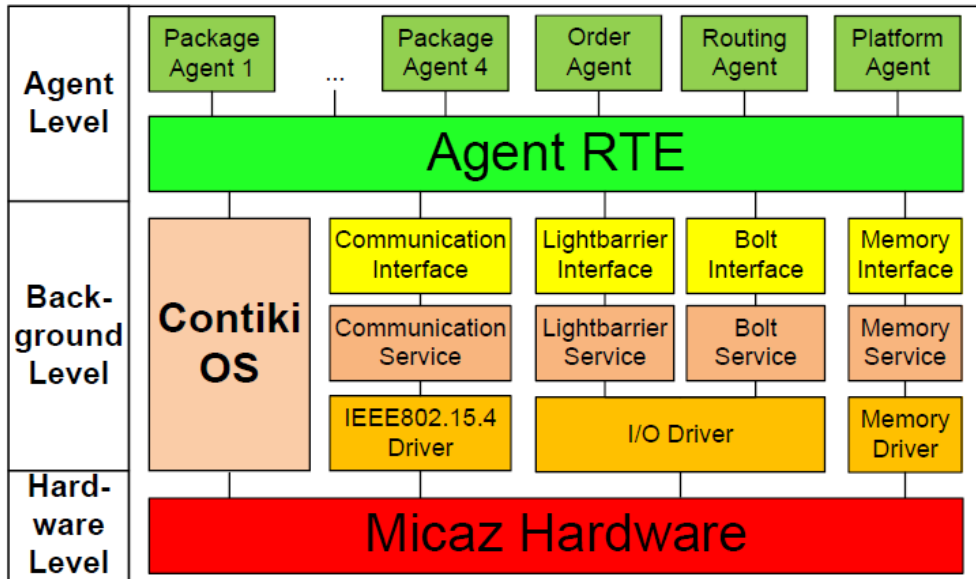 Agent
Level
Package
Agent 1
...
Package
Agent 4
Order
Agent
Routing
Agent
Platform
Agent
Agent RTE
Back-
ground
Level
Contiki
OS
Communication
Interface
Lightbarrier
Interface
Bolt
Interface
Memory
Interface
Communication
Service
Lightbarrier
Service
Bolt
Service
Memory
Service
IEEE802.15.4
Driver
I/O Driver
Memory
Driver
Hard-
ware
Level
Micaz Hardware